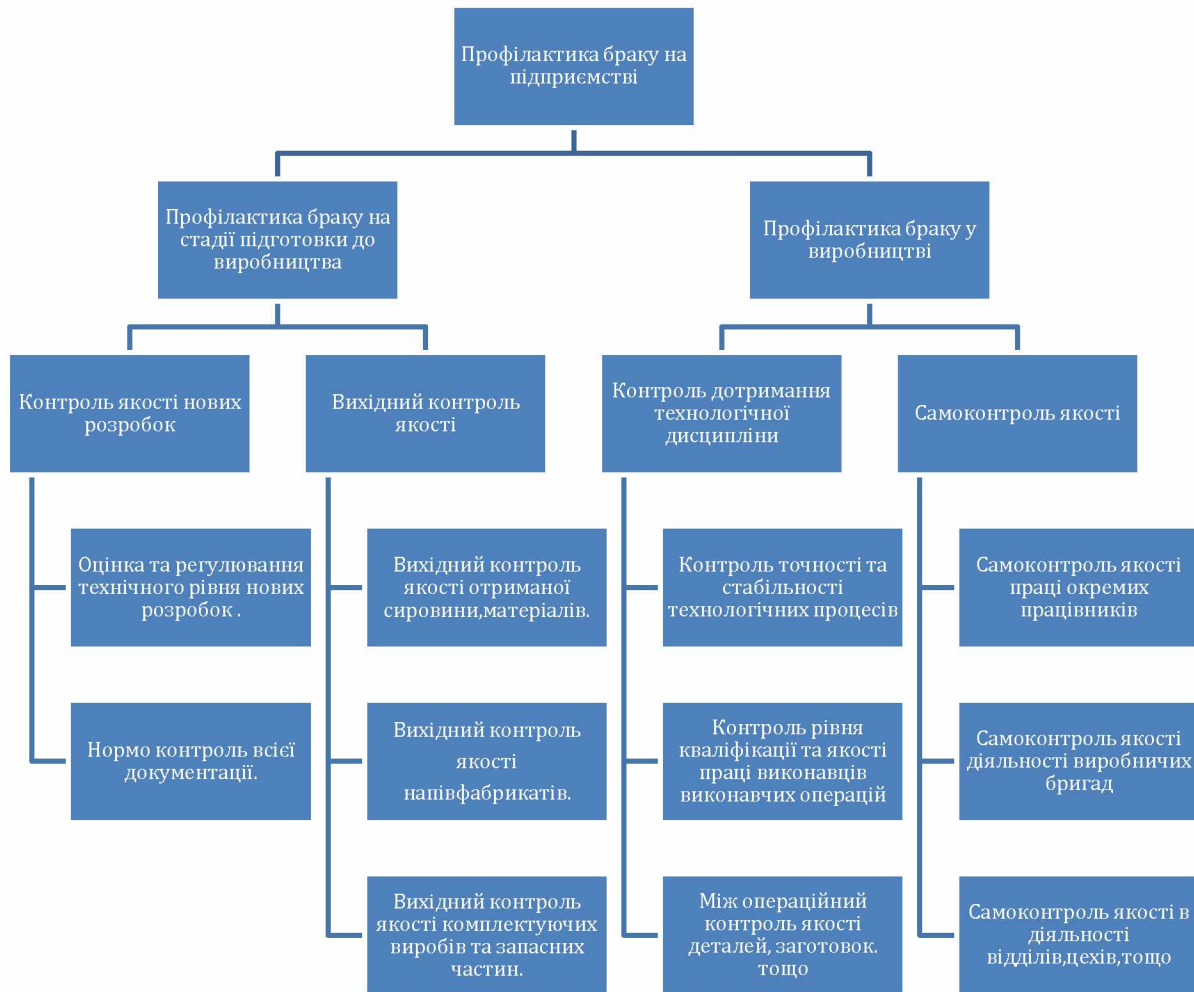 Профілактика браку на
підприємстві
Профілактика браку на
стадії підготовки до
виробництва
Профілактика браку у
виробництві
Контроль якості нових
розробок
Вихідний контроль
якості
Контроль дотримання
технологічної
дисципліни
Самоконтроль якості
Оцінка та регулювання
технічного рівня нових
розробок .
Вихідний контроль
якості отриманої
сировини,матеріалів.
Контроль точності та
стабільності
технологічних процесів
Самоконтроль якості
праці окремих
працівників
Нормо контроль всієї
документації.
Вихідний контроль
якості
напівфабрикатів.
Контроль рівня
кваліфікації та якості
праці виконавців
виконавчих операцій
Самоконтроль якості
діяльності виробничих
бригад
Вихідний контроль
якості комплектуючих
виробів та запасних
частин.
Між операційний
контроль якості
деталей, заготовок.
тощо
Самоконтроль якості в
діяльності
відділів,цехів,тощо